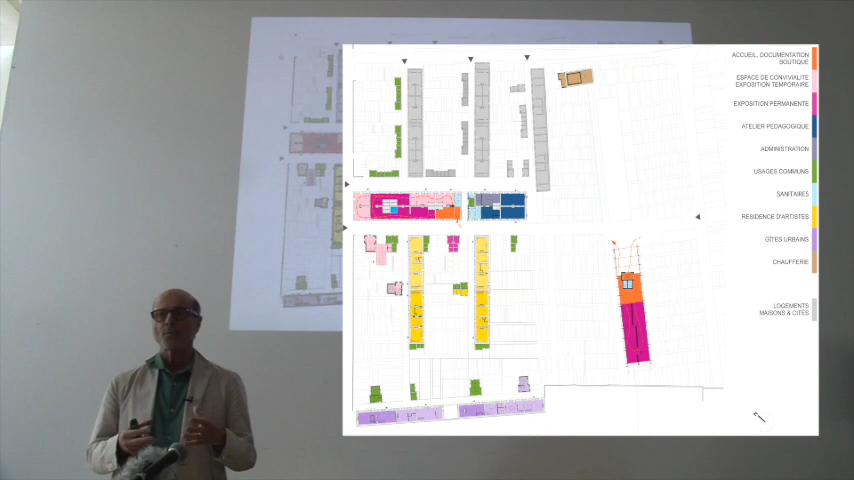 ACCUEIL, DOCUMENTATION
BOUTIQUE
ESPACE DE CONVIVIALITE
EXPOSITION TEMPORAIRE
EXPOSITION PERMANENTE
ATELIER PEDAGOGIQUE
ADMINISTRATION
USAGES COMMUNS
SANITAIRES
RESIDENCE D'ARTISTES
GÎTES URBAINS
CHAUFFERIE
LOGEMENTS
MAISONS & CITÉS